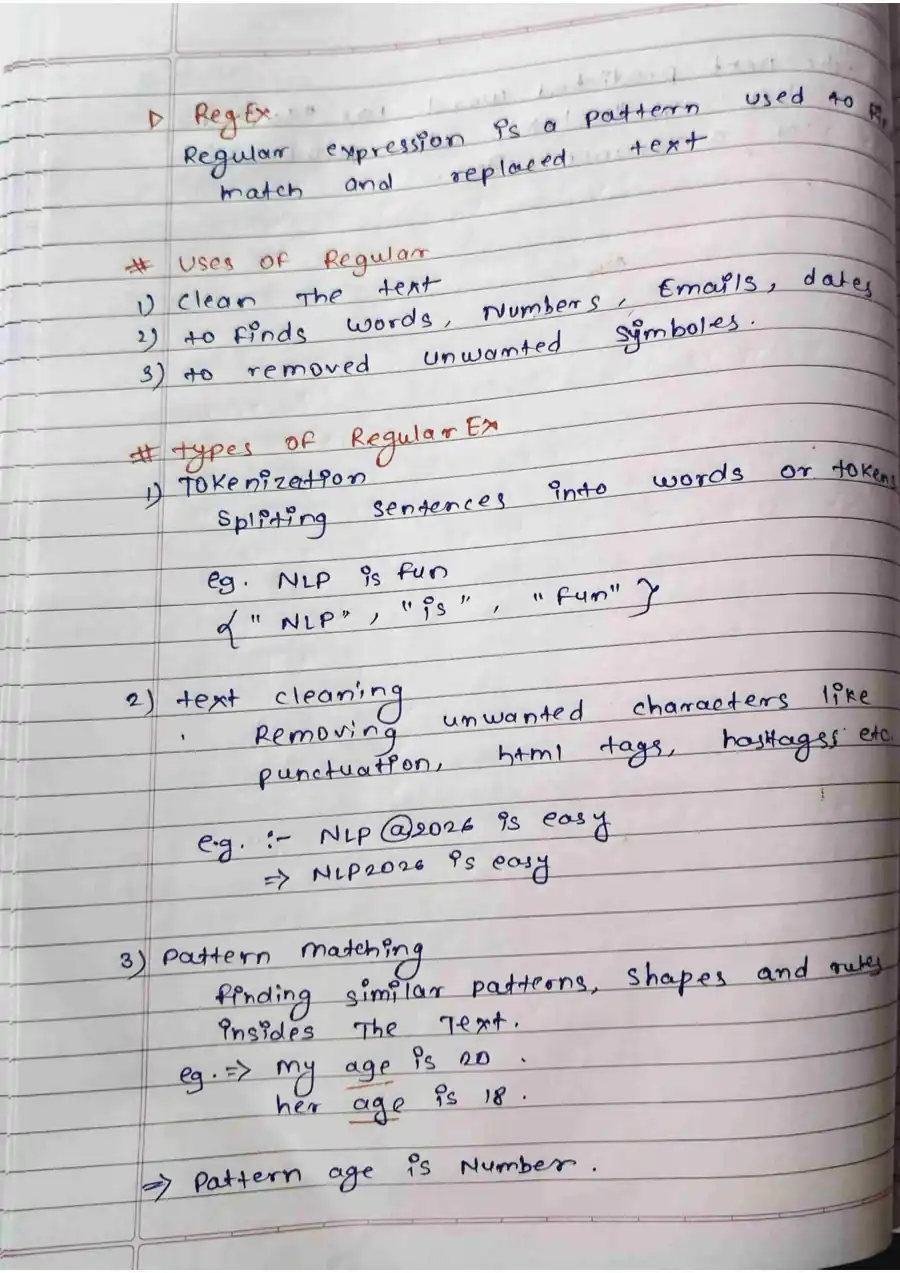 RegEx
Regular expression is a pattern used to
match and replaced text
# Uses of Regular
1) Clean The text
2) to finds words, Numbers, Emails, dates
3) to removed unwanted symboles.
# types of Regular Ex
1) Tokenization
Spliting sentences into words or tokens
eg. NLP is fun
{"NLP", "is", "fun"}
2) text cleaning
Removing unwanted characters like
punctuation, html tags, hashtagss etc.
e.g. :- NLP @2026 is easy
⇒ NLP2026 is easy
3) pattern matching
finding similar patterns, shapes and rules
insides The Text.
eg. ⇒ my age is 20 .
her age is 18 .
⇒ pattern age is Number .